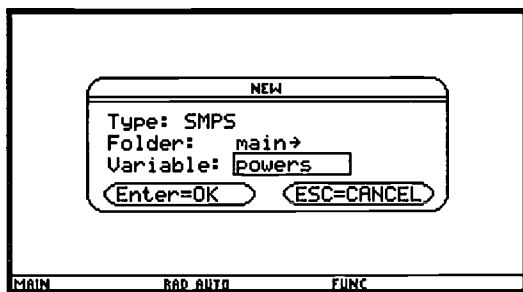 NEW
Type: SMPS
Folder: main→
Variable: powers
Enter=OK ESC=CANCEL
MAIN RAD AUTO FUNC